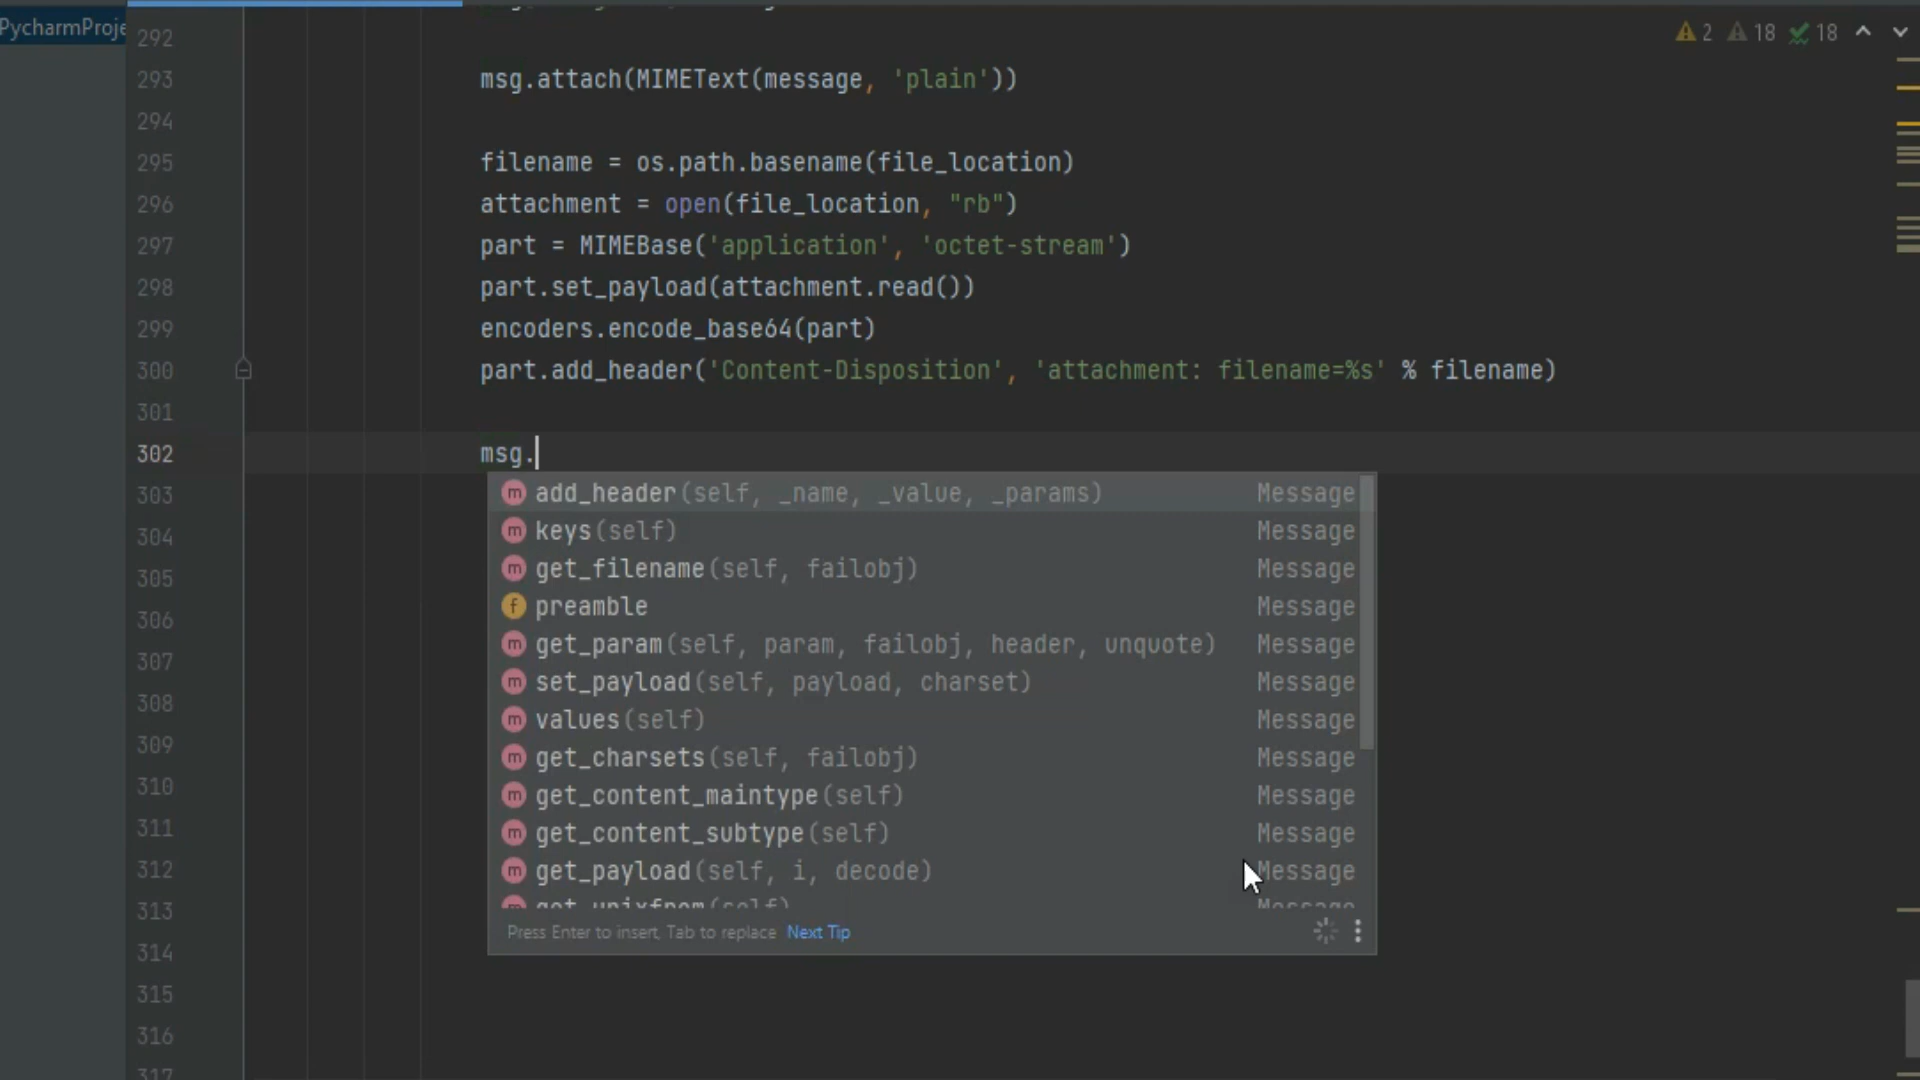 PycharmProje
2 18 18
292
293 msg.attach(MIMEText(message, 'plain'))
294
295 filename = os.path.basename(file_location)
296 attachment = open(file_location, "rb")
297 part = MIMEBase('application', 'octet-stream')
298 part.set_payload(attachment.read())
299 encoders.encode_base64(part)
300 part.add_header('Content-Disposition', 'attachment: filename=%s' % filename)
301
302 msg.
303
m add_header(self, _name, _value, _params) Message
304
m keys(self) Message
305
m get_filename(self, failobj) Message
306
f preamble Message
307
m get_param(self, param, failobj, header, unquote) Message
308
m set_payload(self, payload, charset) Message
309
m values(self) Message
310
m get_charsets(self, failobj) Message
311
m get_content_maintype(self) Message
312
m get_content_subtype(self) Message
m get_payload(self, i, decode) Message
313
m get_unixfrom(self) Message
Press Enter to insert, Tab to replace Next Tip
314
315
316
317